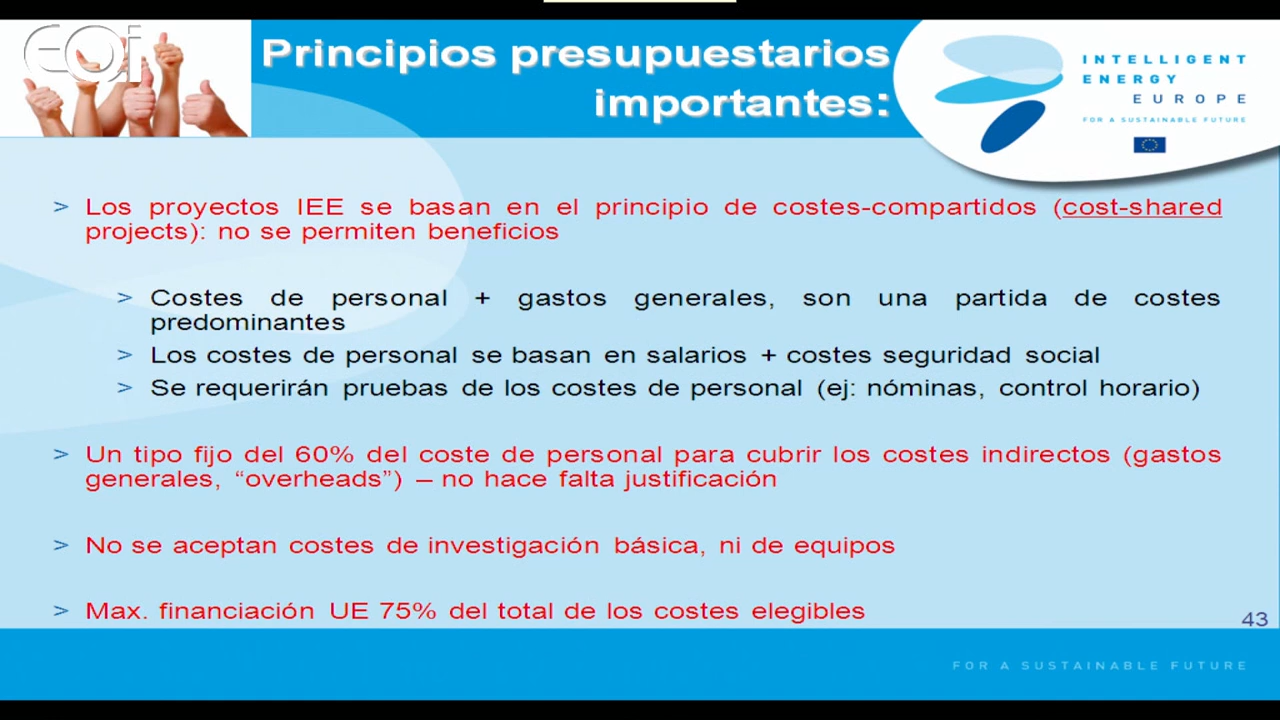 EOi
Principios presupuestarios
importantes:
INTELLIGENT
ENERGY
EUROPE
FOR A SUSTAINABLE FUTURE
> Los proyectos IEE se basan en el principio de costes-compartidos (cost-shared
projects): no se permiten beneficios
> Costes de personal + gastos generales, son una partida de costes
predominantes
> Los costes de personal se basan en salarios + costes seguridad social
> Se requerirán pruebas de los costes de personal (ej: nóminas, control horario)
> Un tipo fijo del 60% del coste de personal para cubrir los costes indirectos (gastos
generales, “overheads”) – no hace falta justificación
> No se aceptan costes de investigación básica, ni de equipos
> Max. financiación UE 75% del total de los costes elegibles
43
FOR A SUSTAINABLE FUTURE